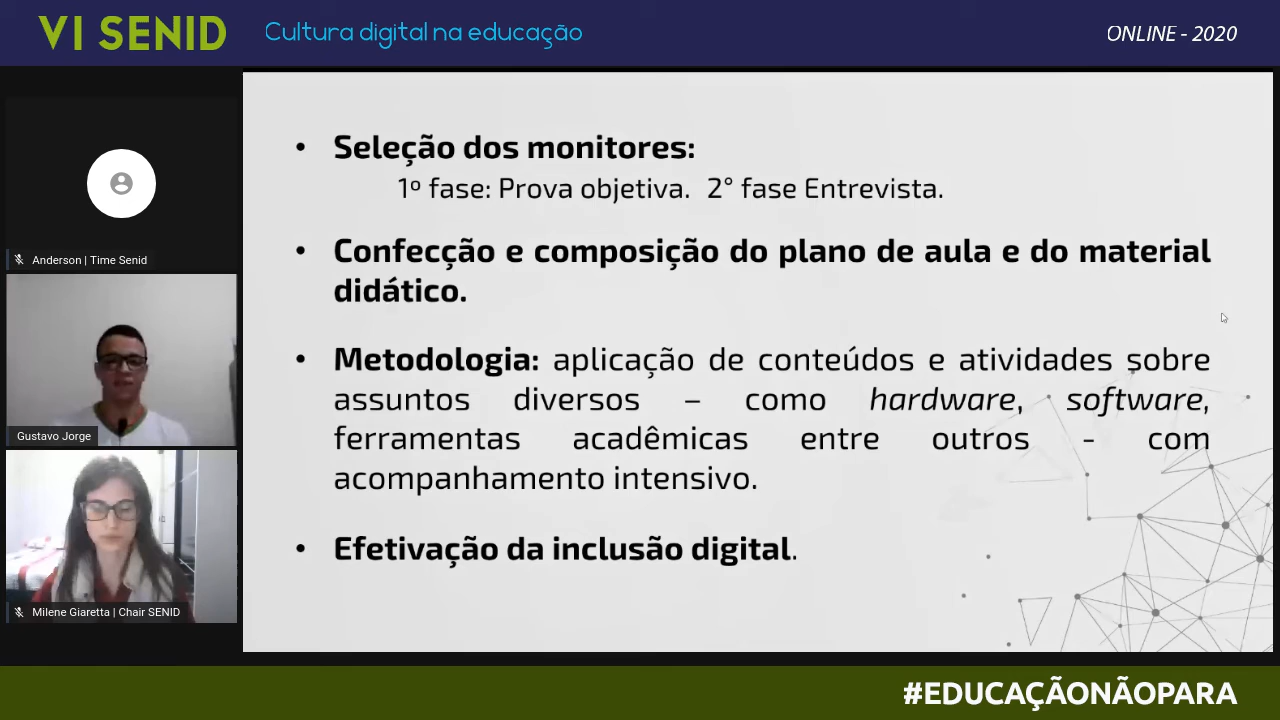 VI SENID
Cultura digital na educação
ONLINE - 2020
Anderson | Time Senid
Gustavo Jorge
Milene Giaretta | Chair SENID
• Seleção dos monitores:
1º fase: Prova objetiva. 2° fase Entrevista.
• Confecção e composição do plano de aula e do material
didático.
• Metodologia: aplicação de conteúdos e atividades sobre
assuntos diversos – como hardware, software,
ferramentas acadêmicas entre outros - com
acompanhamento intensivo.
• Efetivação da inclusão digital.
#EDUCAÇÃONÃOPARA